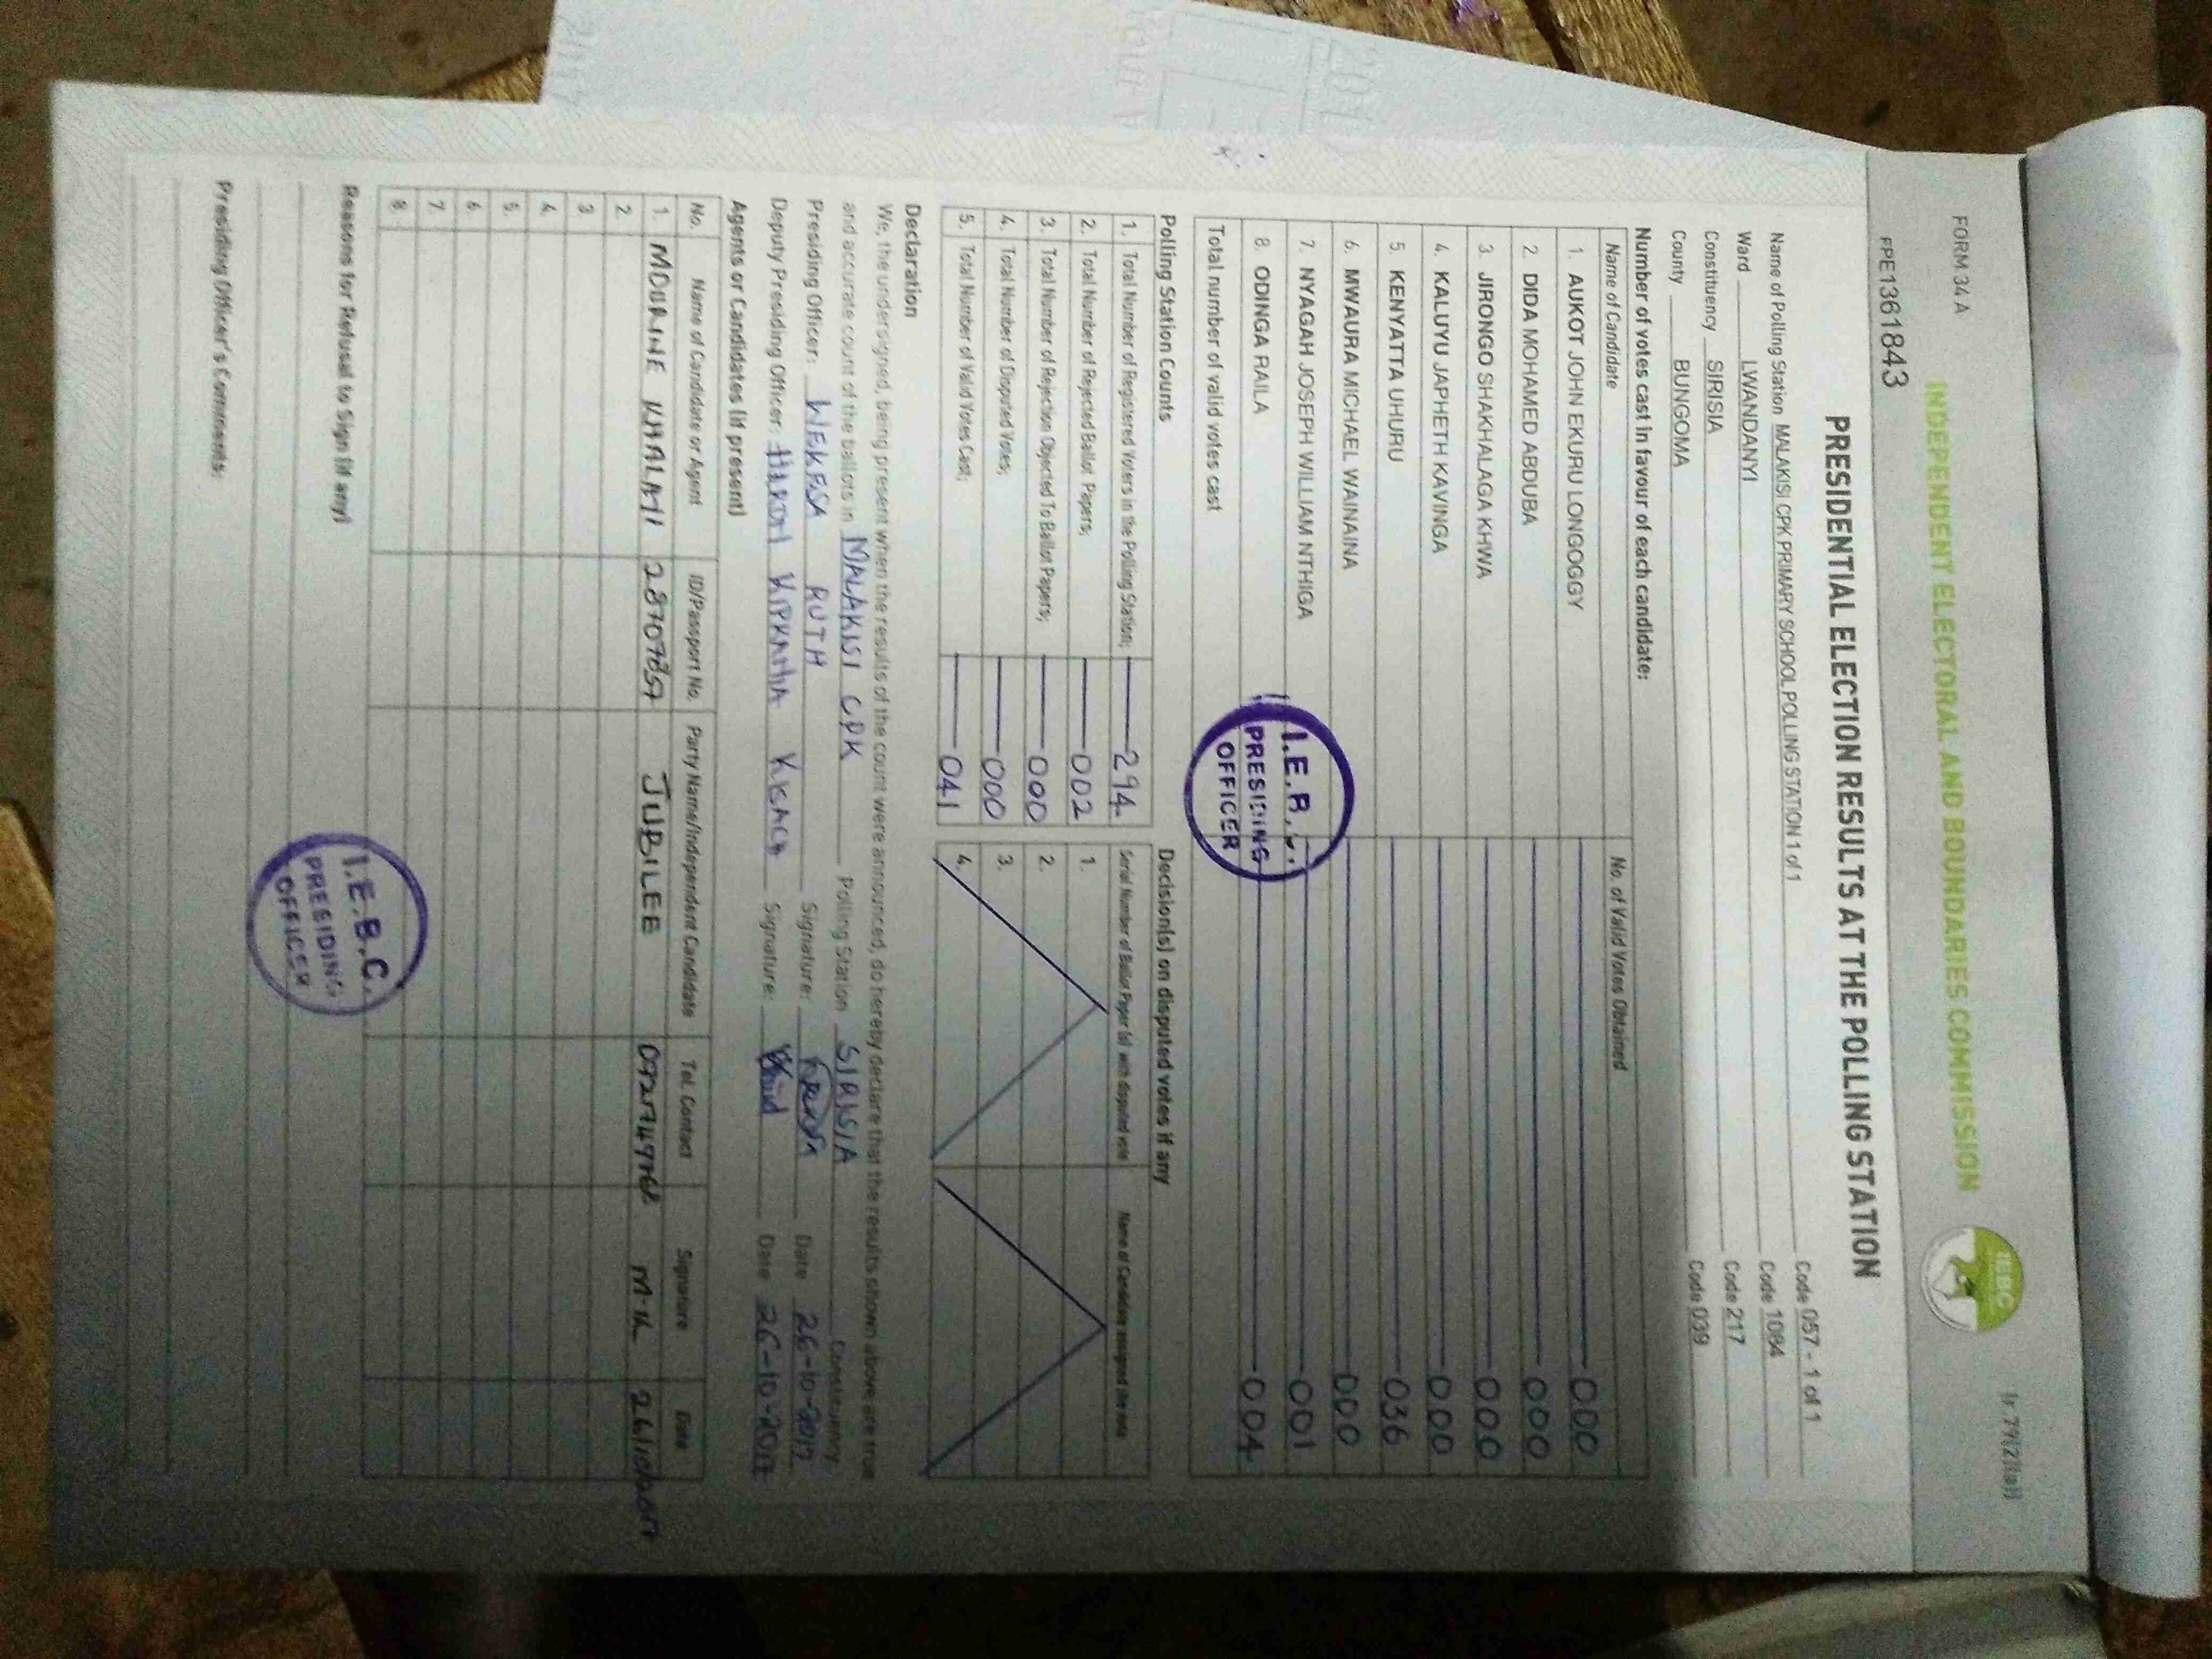 FORM 34 A
(r. 79(2)(a))
INDEPENDENT ELECTORAL AND BOUNDARIES COMMISSION
IEBC
PE1361843
PRESIDENTIAL ELECTION RESULTS AT THE POLLING STATION
Name of Polling Station MALAKISI CPK PRIMARY SCHOOL POLLING STATION 1 of 1 Code 057 - 1 of 1
Ward LWANDANYI Code 1084
Constituency SIRISIA Code 217
County BUNGOMA Code 039
Number of votes cast in favour of each candidate:
Name of Candidate No. of Valid Votes Obtained
1. AUKOT JOHN EKURU LONGOGGY 000
2. DIDA MOHAMED ABDUBA 000
3. JIRONGO SHAKHALAGA KHWA 000
4. KALUYU JAPHETH KAVINGA 000
5. KENYATTA UHURU 036
6. MWAURA MICHAEL WAINAINA 000
7. NYAGAH JOSEPH WILLIAM NTHIGA 001
8. ODINGA RAILA 004
Total number of valid votes cast
I.E.B.C.
PRESIDING
OFFICER
Polling Station Counts
1. Total Number of Registered Voters in the Polling Station; 294
2. Total Number of Rejected Ballot Papers; 002
3. Total Number of Rejection Objected To Ballot Papers; 000
4. Total Number of Disputed Votes; 000
5. Total Number of Valid Votes Cast; 041
Decision(s) on disputed votes if any
Serial Number of Ballot Paper (s) with disputed vote Name of Candidate assigned the vote
1.
2.
3.
4.
Declaration
We, the undersigned, being present when the results of the count were announced, do hereby declare that the results shown above are true
and accurate count of the ballots in MALAKISI CPK Polling Station SIRISIA Constituency
Presiding Officer: WEKESA RUTH Signature: Date 26-10-2017
Deputy Presiding Officer: KIPKANIA KISACH Signature: Date 26-10-2017
Agents or Candidates (if present)
No. Name of Candidate or Agent ID/Passport No. Party Name/Independent Candidate Tel. Contact Signature Date
1. MOURINE KHALAYI 28707857 JUBILEE M.K 26/10/2017
2.
3.
4.
5.
6.
7.
8.
Reasons for Refusal to Sign (if any)
I.E.B.C.
PRESIDING
OFFICER
Presiding Officer's Comments: